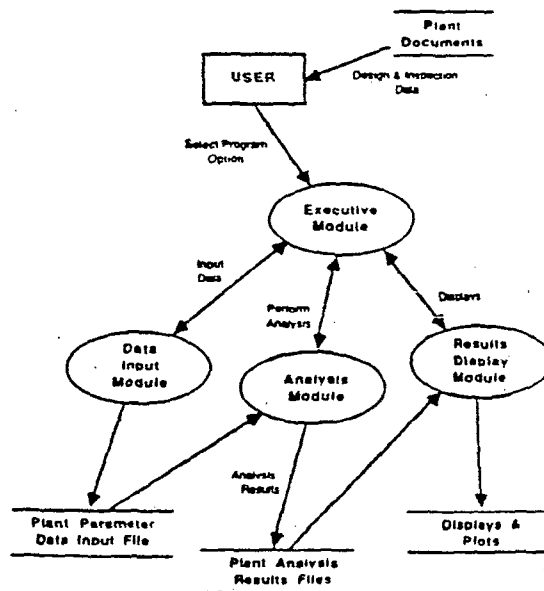 Plant
Documents
USER
Design & Inspection
Data
Select Program
Option
Executive
Module
Input
Data
Perform
Analysis
Displays
Data
Input
Module
Analysis
Module
Results
Display
Module
Analysis
Results
Plant Parameter
Data Input File
Plant Analysis
Results Files
Displays &
Plots